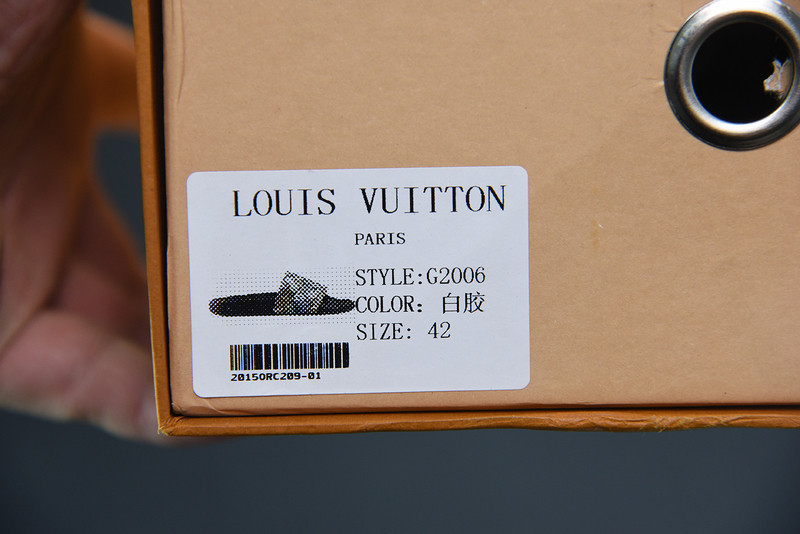 LOUIS VUITTON
PARIS
STYLE:G2006
COLOR: 白胶
SIZE: 42
2015ORC209-01